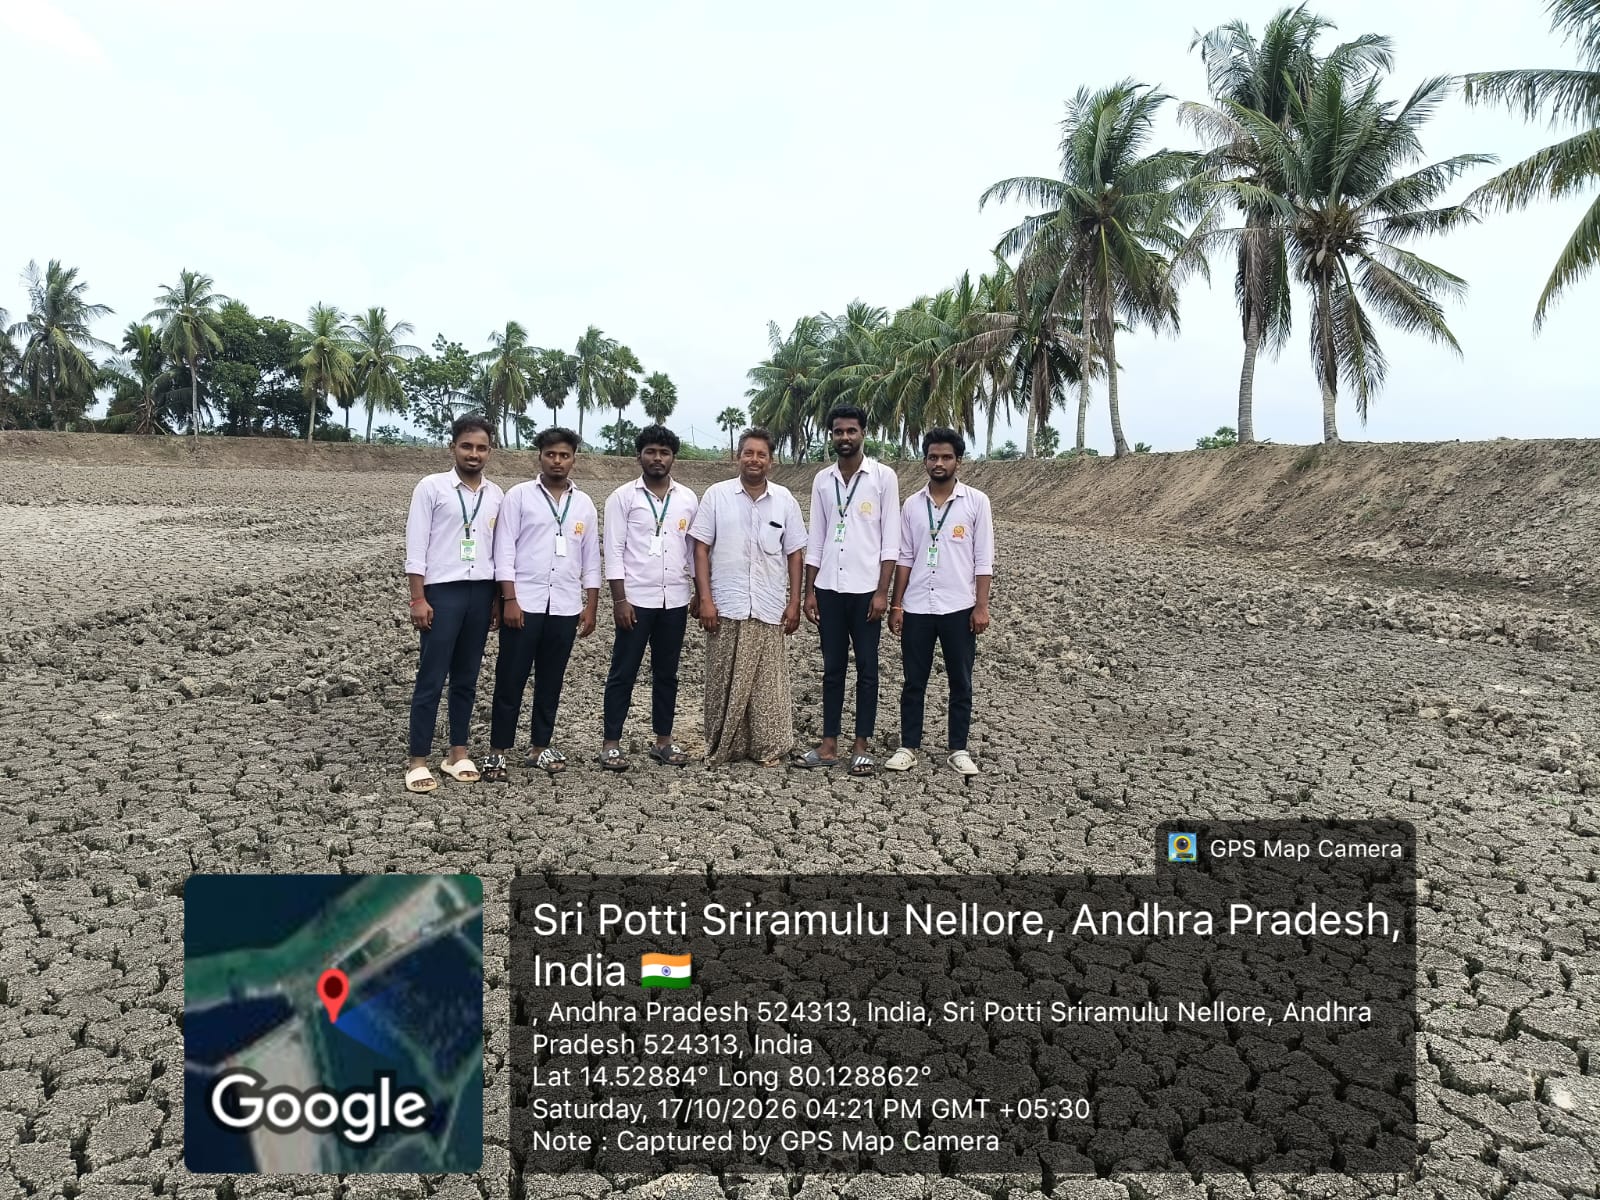 GPS Map Camera
Sri Potti Sriramulu Nellore, Andhra Pradesh,
India 🇮🇳
, Andhra Pradesh 524313, India, Sri Potti Sriramulu Nellore, Andhra
Pradesh 524313, India
Lat 14.52884° Long 80.128862°
Saturday, 17/10/2026 04:21 PM GMT +05:30
Note : Captured by GPS Map Camera
Google